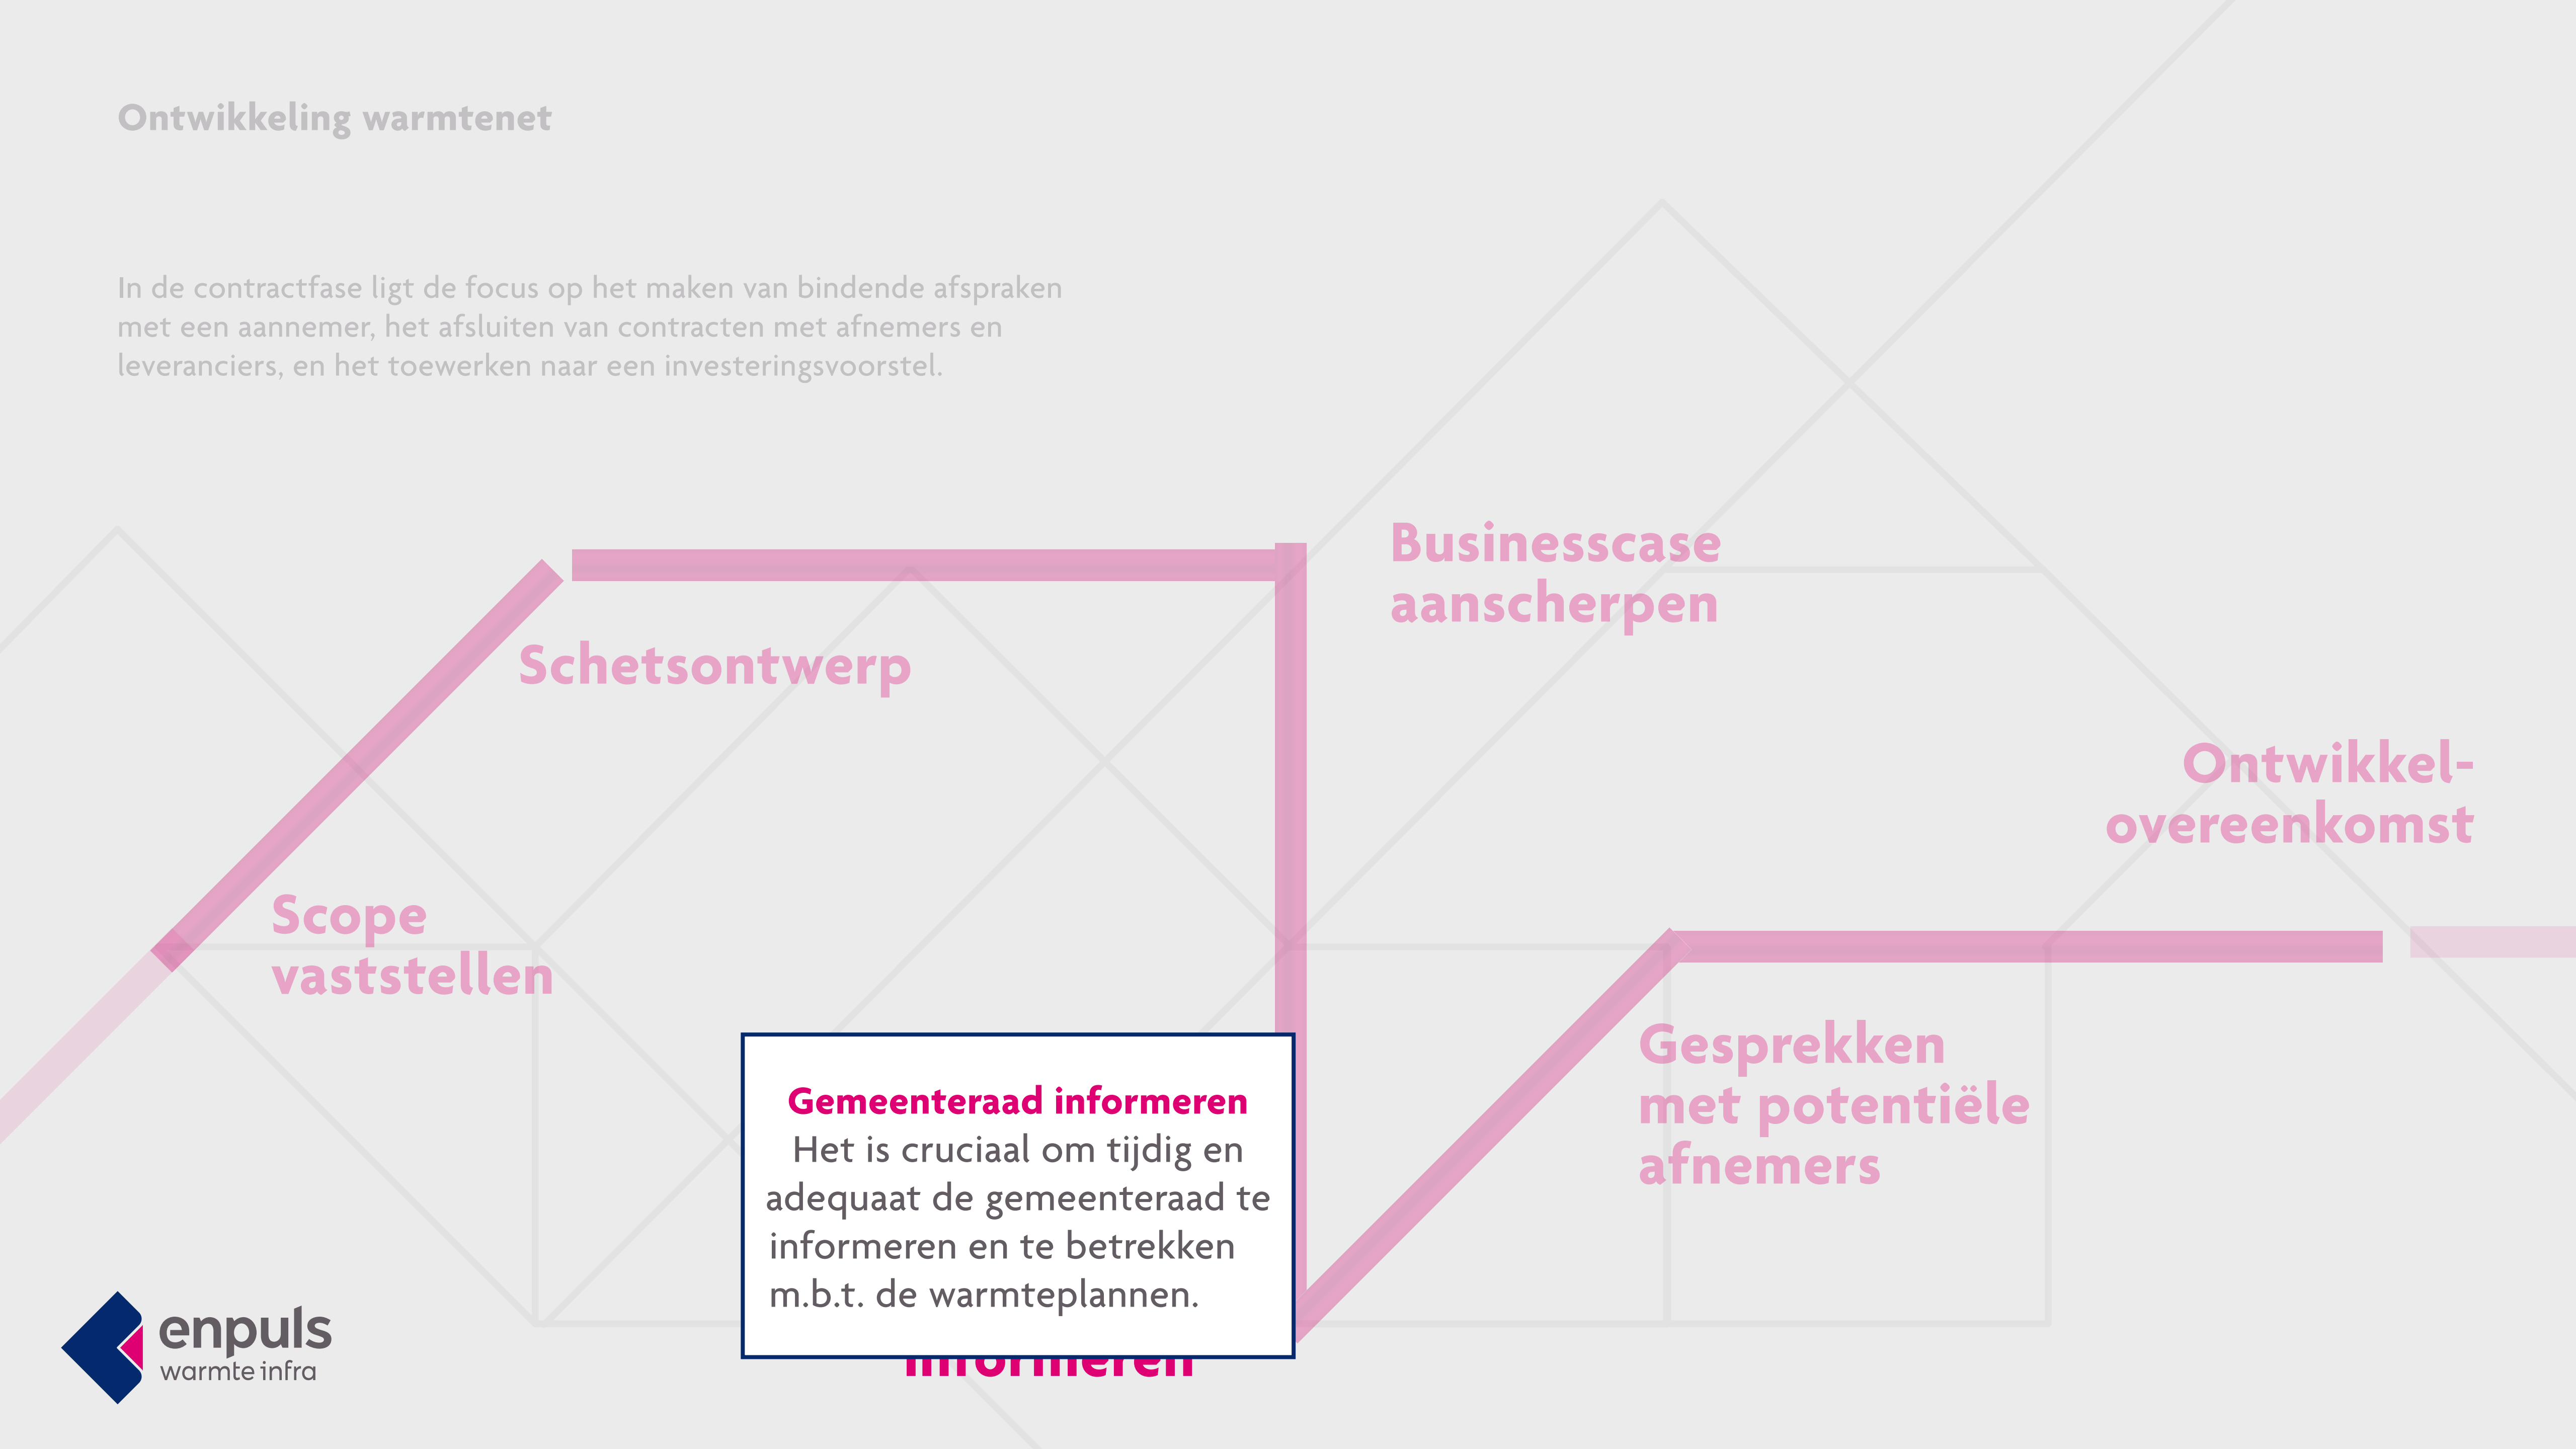 Ontwikkeling warmtenet
In de contractfase ligt de focus op het maken van bindende afspraken
met een aannemer, het afsluiten van contracten met afnemers en
leveranciers, en het toewerken naar een investeringsvoorstel.
Businesscase
aanscherpen
Schetsontwerp
Ontwikkel-
overeenkomst
Scope
vaststellen
Gesprekken
met potentiële
afnemers
Gemeenteraad informeren
Het is cruciaal om tijdig en
adequaat de gemeenteraad te
informeren en te betrekken
m.b.t. de warmteplannen.
informeren
enpuls
warmte infra